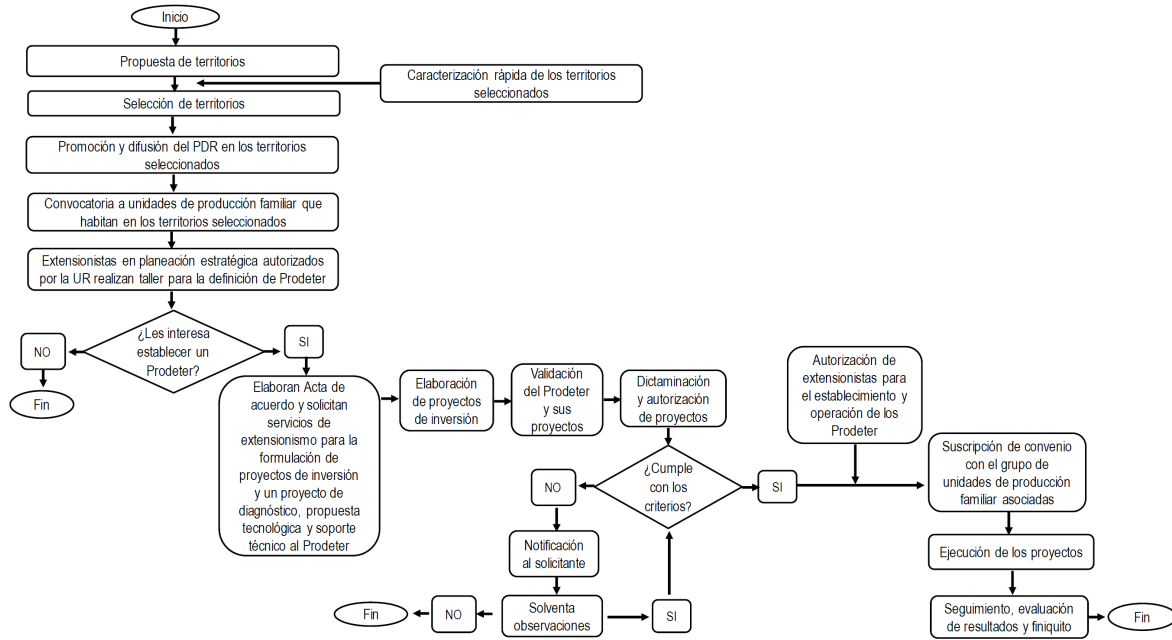 Inicio
Propuesta de territorios
Caracterización rápida de los territorios
seleccionados
Selección de territorios
Promoción y difusión del PDR en los territorios
seleccionados
Convocatoria a unidades de producción familiar que
habitan en los territorios seleccionados
Extensionistas en planeación estratégica autorizados
por la UR realizan taller para la definición de Prodeter
¿Les interesa
establecer un
Prodeter?
NO
Fin
SI
Elaboran Acta de
acuerdo y solicitan
servicios de
extensionismo para la
formulación de
proyectos de inversión
y un proyecto de
diagnóstico, propuesta
tecnológica y soporte
técnico al Prodeter
Elaboración
de proyectos
de inversión
Validación
del Prodeter
y sus
proyectos
Dictaminación
y autorización
de proyectos
¿Cumple
con los
criterios?
NO
Notificación
al solicitante
Solventa
observaciones
NO
Fin
SI
SI
Autorización de
extensionistas para
el establecimiento y
operación de los
Prodeter
Suscripción de convenio
con el grupo de
unidades de producción
familiar asociadas
Ejecución de los proyectos
Seguimiento, evaluación
de resultados y finiquito
Fin